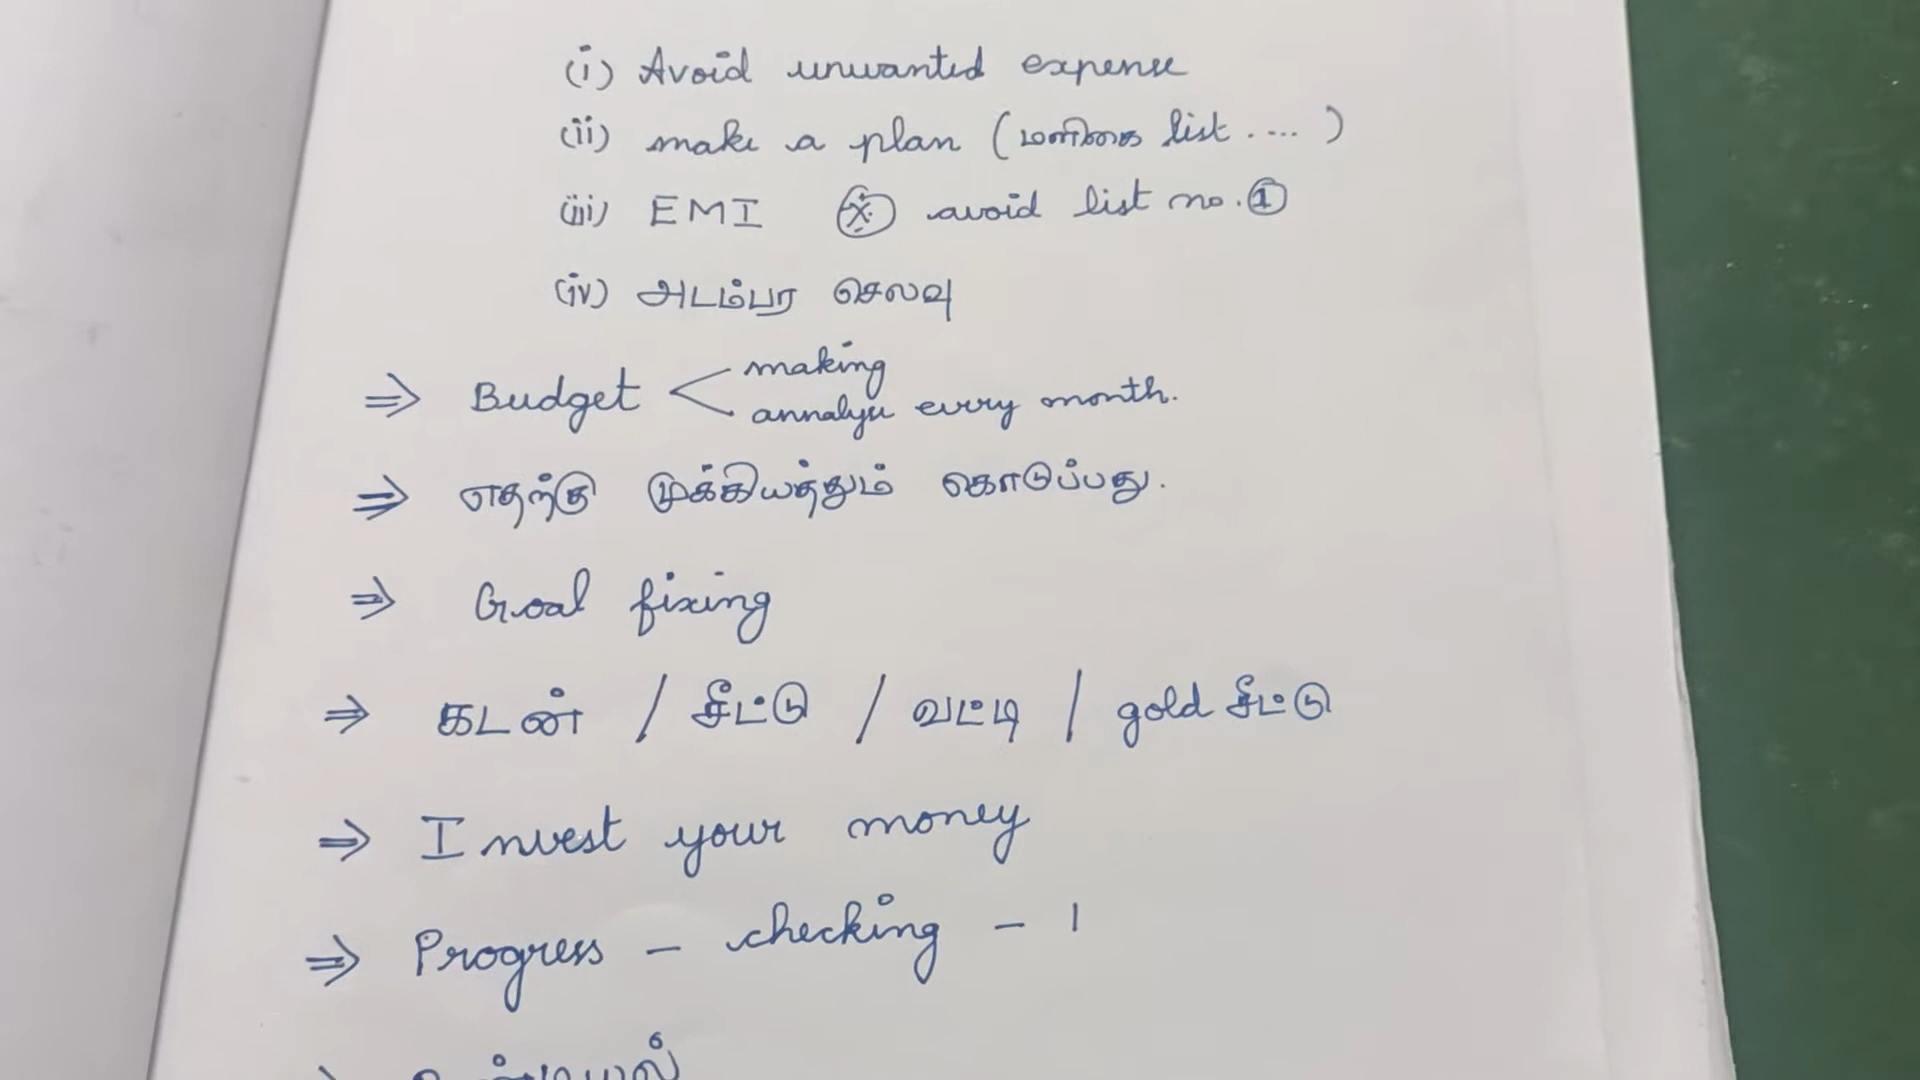 (i) Avoid unwanted expense
(ii) make a plan (மளிகை list .... )
(iii) EMI ⓧ avoid list no. ①
(iv) அடம்பர செலவு
⇒ Budget < making
annalyse every month.
⇒ எதற்கு முக்கியத்தும் கொடுப்பது.
⇒ Goal fixing
⇒ கடன் / சீட்டு / வட்டி / gold சீட்டு
⇒ Invest your money
⇒ Progress – checking – 1